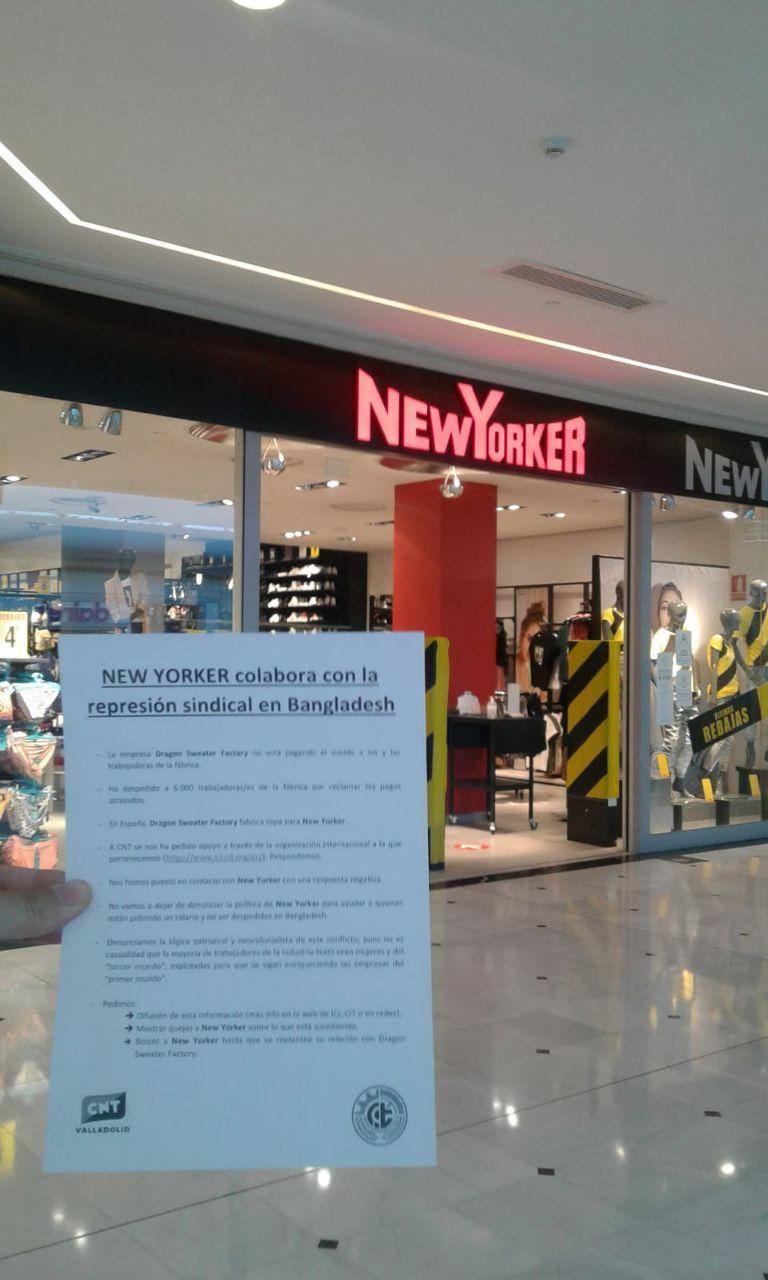 NEWYORKER
NEWY
REBAJAS
4
ÚLTIMAS
REBAJAS
NEW YORKER colabora con la
represión sindical en Bangladesh
- La empresa Dragon Sweater Factory no está pagando el sueldo a los y las
trabajadoras de la fábrica.
- Ha despedido a 6.000 trabajadoras/es de la fábrica por reclamar los pagos
atrasados.
- En España, Dragon Sweater Factory fabrica ropa para New Yorker.
- A CNT se nos ha pedido apoyo a través de la organización internacional a la que
pertenecemos (https://www.icl-cit.org/es/). Respondemos.
- Nos hemos puesto en contacto con New Yorker con una respuesta negativa.
- No vamos a dejar de denunciar la política de New Yorker para ayudar a quienes
están pidiendo un salario y no ser despedidos en Bangladesh.
- Denunciamos la lógica patriarcal y neocolonialista de este conflicto, pues no es
casualidad que la mayoría de trabajadoras de la industria textil sean mujeres y del
"tercer mundo", explotadas para que se sigan enriqueciendo las empresas del
"primer mundo".
- Pedimos:
➔ Difusión de esta información (más info en la web de ICL-CIT o en redes).
➔ Mostrar quejas a New Yorker sobre lo que está sucediendo.
➔ Boicot a New Yorker hasta que se replantee su relación con Dragon
Sweater Factory.
CNT
VALLADOLID